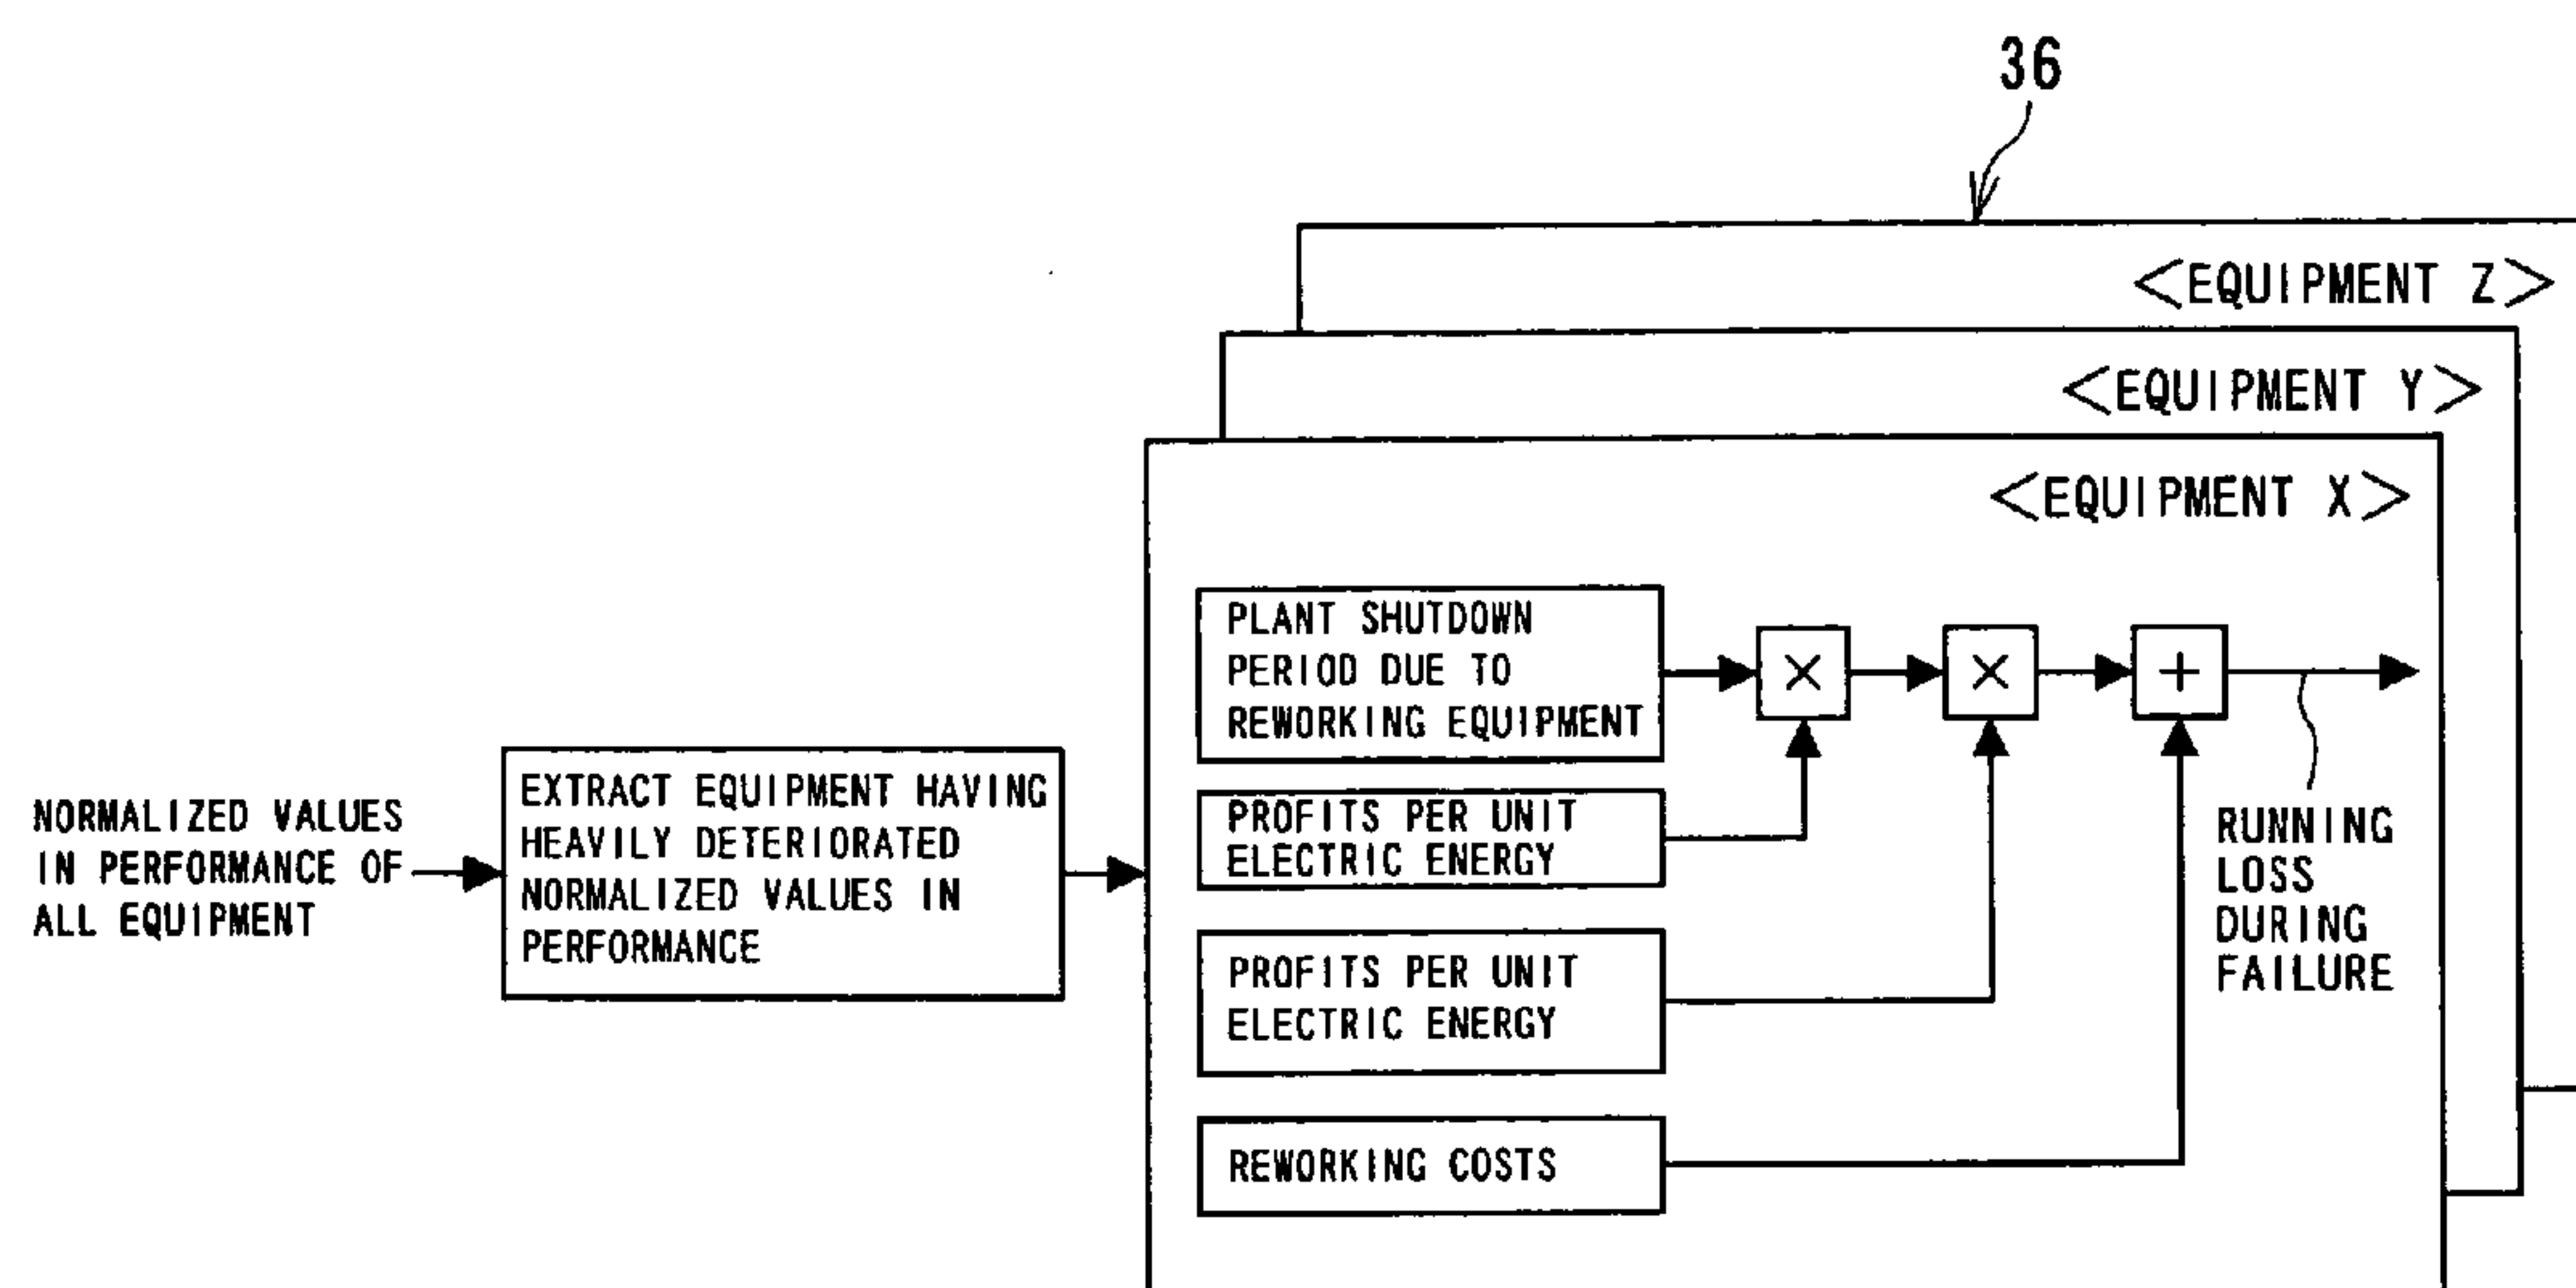 36
<EQUIPMENT Z>
<EQUIPMENT Y>
<EQUIPMENT X>
NORMALIZED VALUES
IN PERFORMANCE OF
ALL EQUIPMENT
EXTRACT EQUIPMENT HAVING
HEAVILY DETERIORATED
NORMALIZED VALUES IN
PERFORMANCE
PLANT SHUTDOWN
PERIOD DUE TO
REWORKING EQUIPMENT
×
×
+
PROFITS PER UNIT
ELECTRIC ENERGY
PROFITS PER UNIT
ELECTRIC ENERGY
REWORKING COSTS
RUNNING
LOSS
DURING
FAILURE